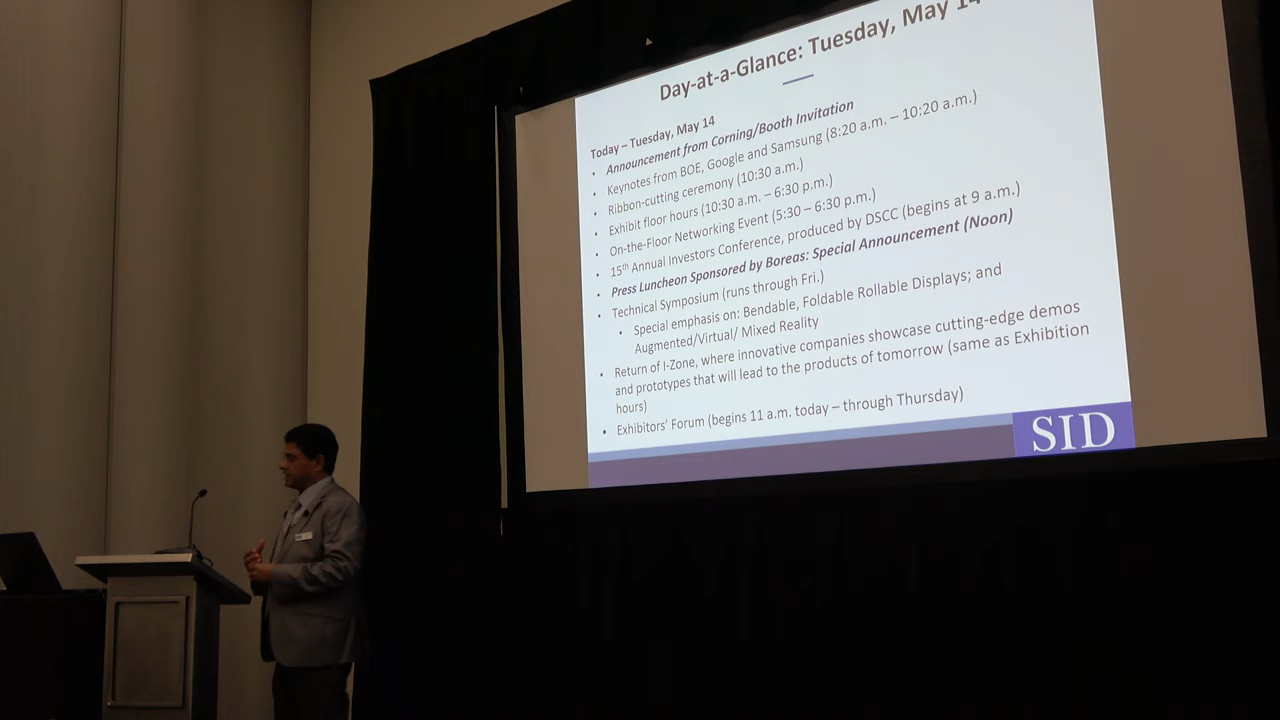 Day-at-a-Glance: Tuesday, May 14
Today – Tuesday, May 14
• Announcement from Corning/Booth Invitation
• Keynotes from BOE, Google and Samsung (8:20 a.m. – 10:20 a.m.)
• Ribbon-cutting ceremony (10:30 a.m.)
• Exhibit floor hours (10:30 a.m. – 6:30 p.m.)
• On-the-Floor Networking Event (5:30 – 6:30 p.m.)
• 15th Annual Investors Conference, produced by DSCC (begins at 9 a.m.)
• Press Luncheon Sponsored by Boreas: Special Announcement (Noon)
• Technical Symposium (runs through Fri.)
• Special emphasis on: Bendable, Foldable Rollable Displays; and
Augmented/Virtual/ Mixed Reality
• Return of I-Zone, where innovative companies showcase cutting-edge demos
and prototypes that will lead to the products of tomorrow (same as Exhibition
hours)
• Exhibitors' Forum (begins 11 a.m. today – through Thursday)
SID